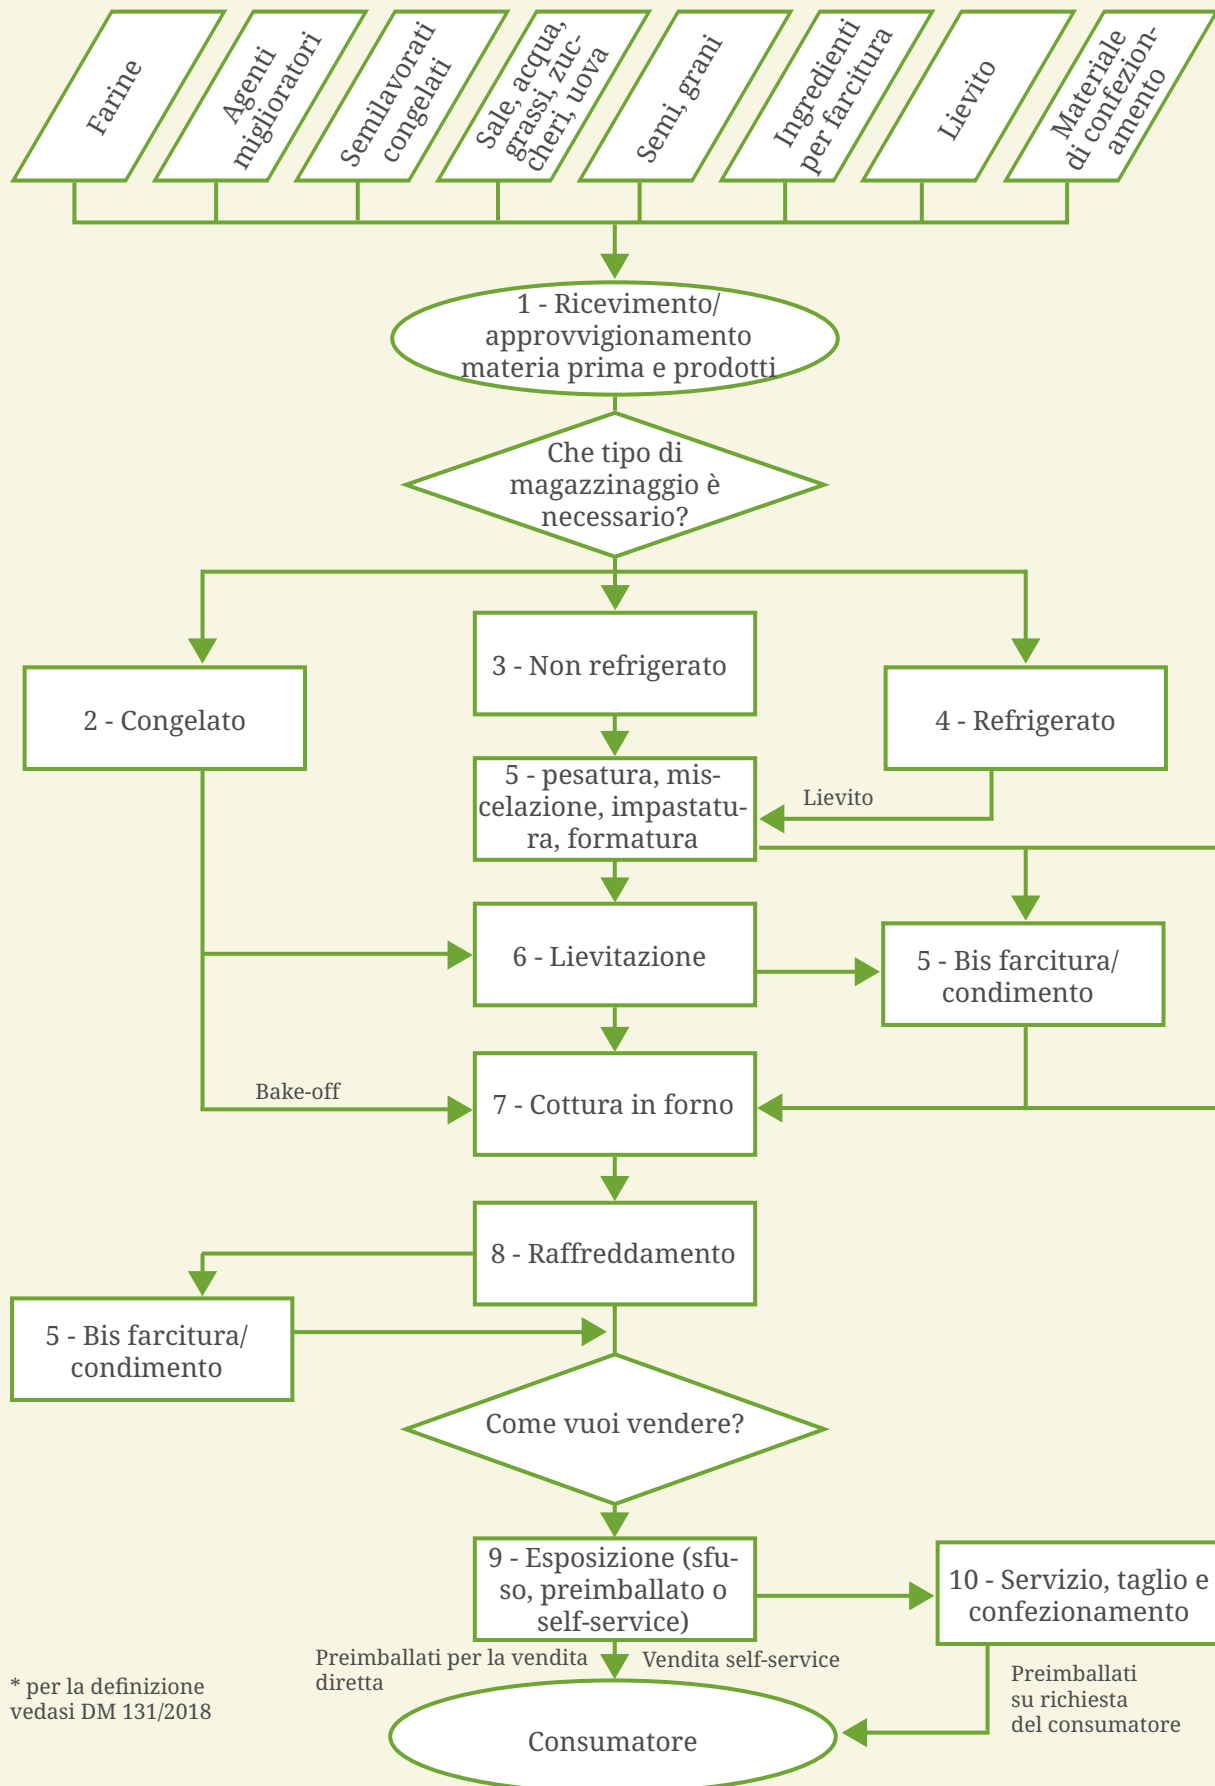 Farine
Agenti
miglioratori
Semilavorati
congelati
Sale, acqua,
grassi, zuc-
cheri, uova
Semi, grani
Ingredienti
per farcitura
Lievito
Materiale
di confezion-
amento
1 - Ricevimento/
approvvigionamento
materia prima e prodotti
Che tipo di
magazzinaggio è
necessario?
3 - Non refrigerato
2 - Congelato
4 - Refrigerato
5 - pesatura, mis-
celazione, impastatu-
ra, formatura
Lievito
6 - Lievitazione
5 - Bis farcitura/
condimento
Bake-off
7 - Cottura in forno
8 - Raffreddamento
5 - Bis farcitura/
condimento
Come vuoi vendere?
9 - Esposizione (sfu-
so, preimballato o
self-service)
10 - Servizio, taglio e
confezionamento
Preimballati per la vendita
diretta
Vendita self-service
Preimballati
su richiesta
del consumatore
* per la definizione
vedasi DM 131/2018
Consumatore